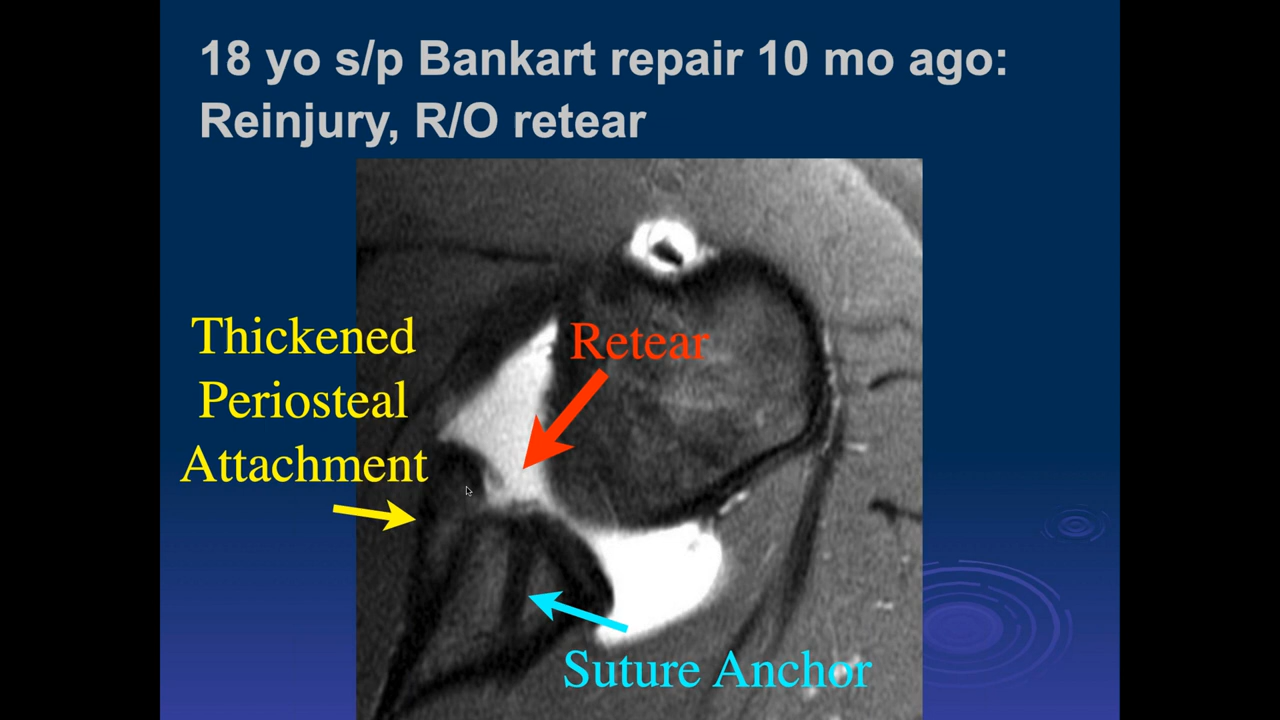 18 yo s/p Bankart repair 10 mo ago:
Reinjury, R/O retear
Thickened
Periosteal
Attachment
Retear
Suture Anchor